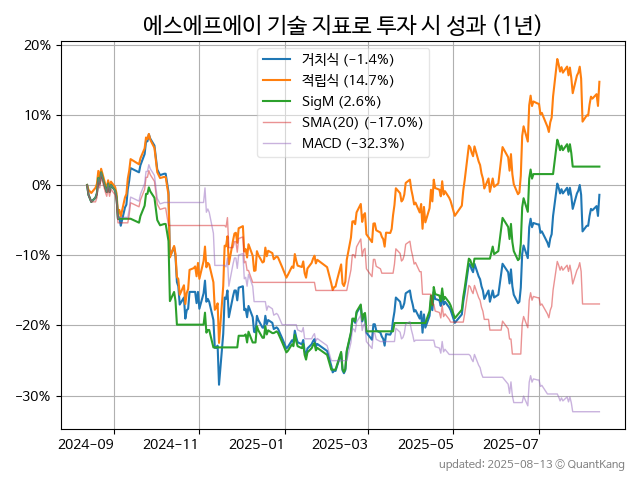 에스에프에이 기술 지표로 투자 시 성과 (1년)
거치식 (−1.4%)
적립식 (14.7%)
SigM (2.6%)
SMA(20) (−17.0%)
MACD (−32.3%)
20%
10%
0%
−10%
−20%
−30%
2024-09 2024-11 2025-01 2025-03 2025-05 2025-07
updated: 2025-08-13 © QuantKang